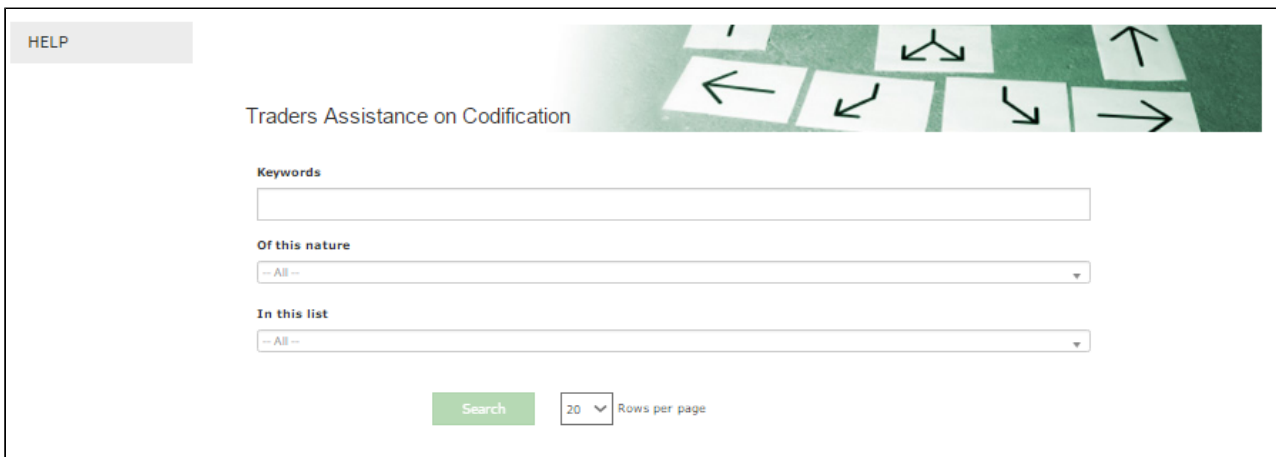 HELP
Traders Assistance on Codification
Keywords
Of this nature
-- All --
In this list
-- All --
Search 20 Rows per page